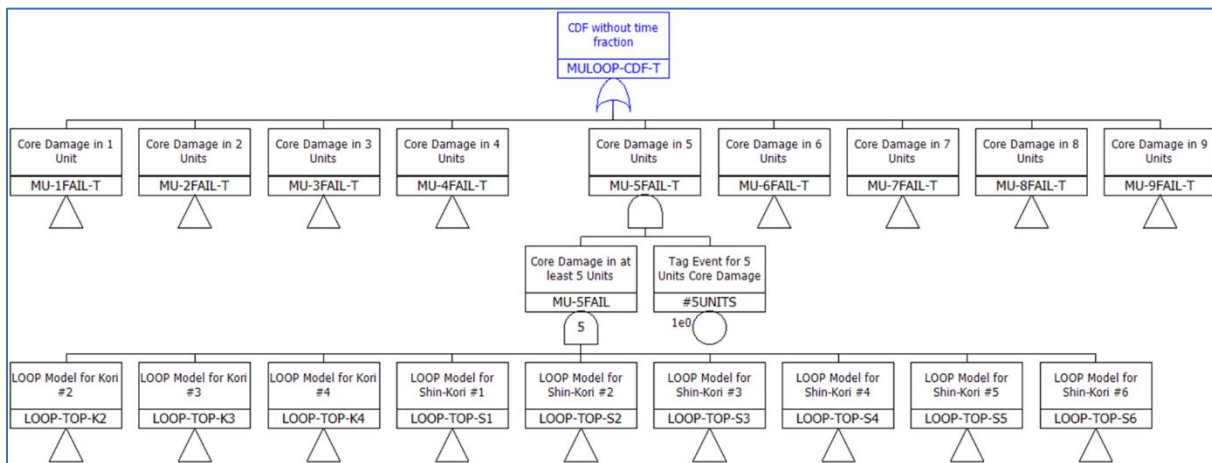 CDF without time
fraction
MULOOP-CDF-T
Core Damage in 1
Unit
MU-1FAIL-T
Core Damage in 2
Units
MU-2FAIL-T
Core Damage in 3
Units
MU-3FAIL-T
Core Damage in 4
Units
MU-4FAIL-T
Core Damage in 5
Units
MU-5FAIL-T
Core Damage in 6
Units
MU-6FAIL-T
Core Damage in 7
Units
MU-7FAIL-T
Core Damage in 8
Units
MU-8FAIL-T
Core Damage in 9
Units
MU-9FAIL-T
Core Damage in at
least 5 Units
MU-5FAIL
5
Tag Event for 5
Units Core Damage
#5UNITS
1e0
LOOP Model for Kori
#2
LOOP-TOP-K2
LOOP Model for Kori
#3
LOOP-TOP-K3
LOOP Model for Kori
#4
LOOP-TOP-K4
LOOP Model for
Shin-Kori #1
LOOP-TOP-S1
LOOP Model for
Shin-Kori #2
LOOP-TOP-S2
LOOP Model for
Shin-Kori #3
LOOP-TOP-S3
LOOP Model for
Shin-Kori #4
LOOP-TOP-S4
LOOP Model for
Shin-Kori #5
LOOP-TOP-S5
LOOP Model for
Shin-Kori #6
LOOP-TOP-S6